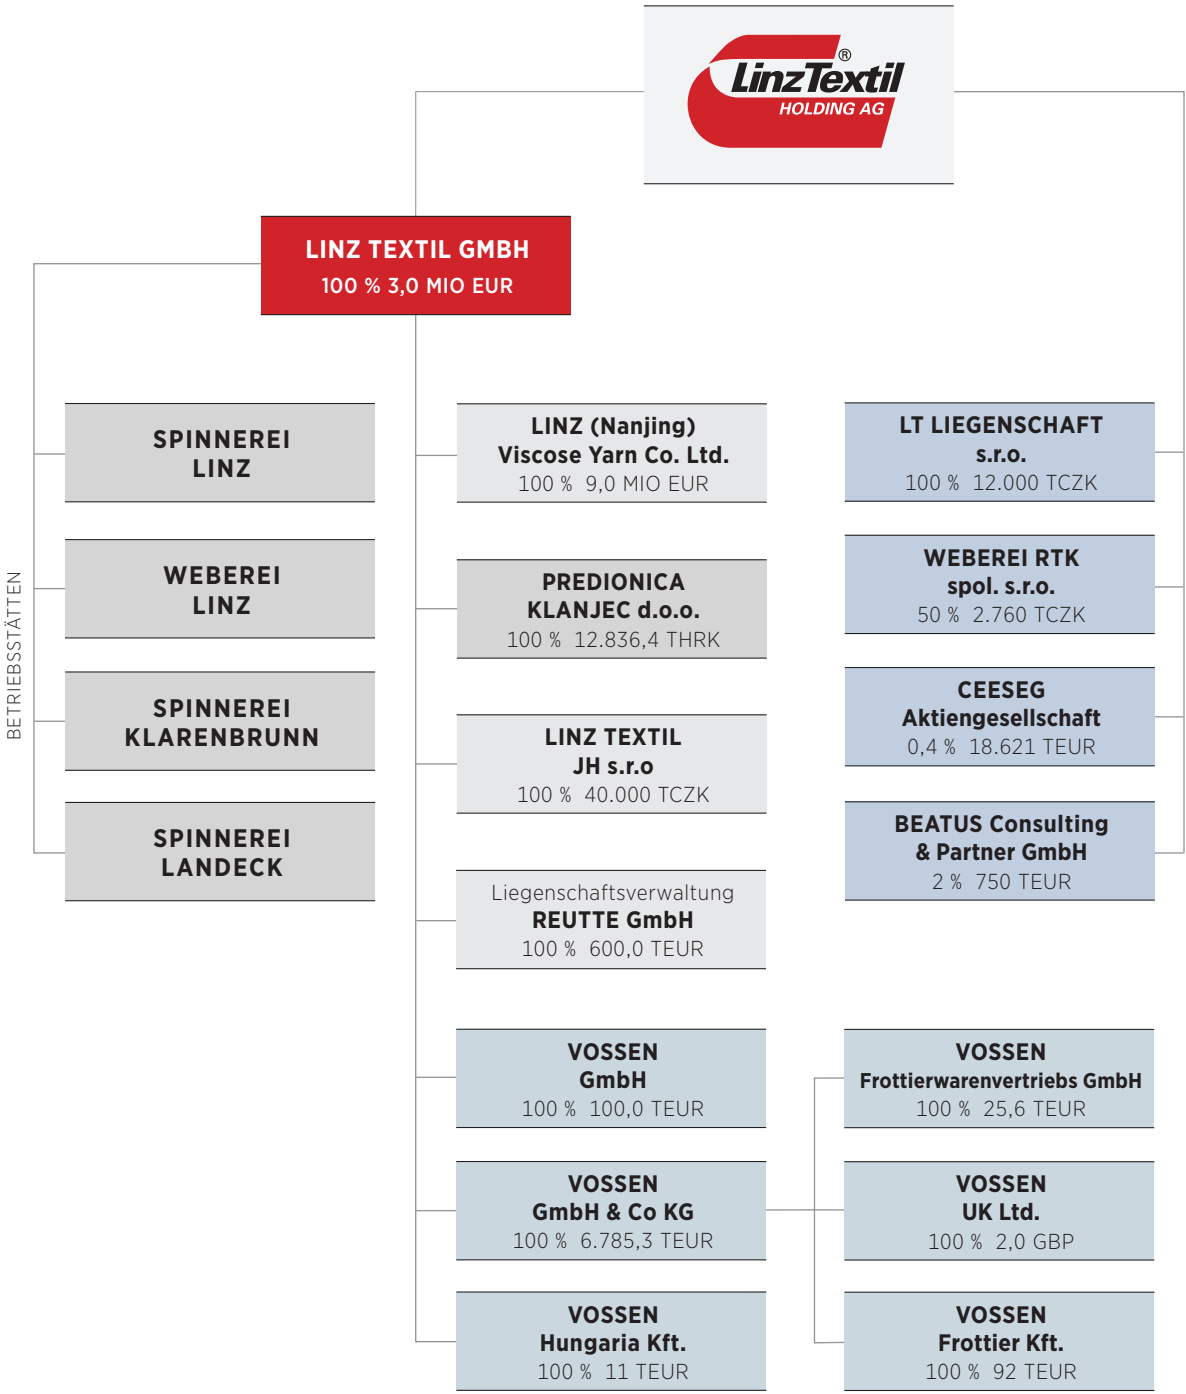 LinzTextil®
HOLDING AG
LINZ TEXTIL GMBH
100 % 3,0 MIO EUR
BETRIEBSSTÄTTEN
SPINNEREI
LINZ
WEBEREI
LINZ
SPINNEREI
KLARENBRUNN
SPINNEREI
LANDECK
LINZ (Nanjing)
Viscose Yarn Co. Ltd.
100 % 9,0 MIO EUR
PREDIONICA
KLANJEC d.o.o.
100 % 12.836,4 THRK
LINZ TEXTIL
JH s.r.o
100 % 40.000 TCZK
Liegenschaftsverwaltung
REUTTE GmbH
100 % 600,0 TEUR
VOSSEN
GmbH
100 % 100,0 TEUR
VOSSEN
GmbH & Co KG
100 % 6.785,3 TEUR
VOSSEN
Hungaria Kft.
100 % 11 TEUR
LT LIEGENSCHAFT
s.r.o.
100 % 12.000 TCZK
WEBEREI RTK
spol. s.r.o.
50 % 2.760 TCZK
CEESEG
Aktiengesellschaft
0,4 % 18.621 TEUR
BEATUS Consulting
& Partner GmbH
2 % 750 TEUR
VOSSEN
Frottierwarenvertriebs GmbH
100 % 25,6 TEUR
VOSSEN
UK Ltd.
100 % 2,0 GBP
VOSSEN
Frottier Kft.
100 % 92 TEUR